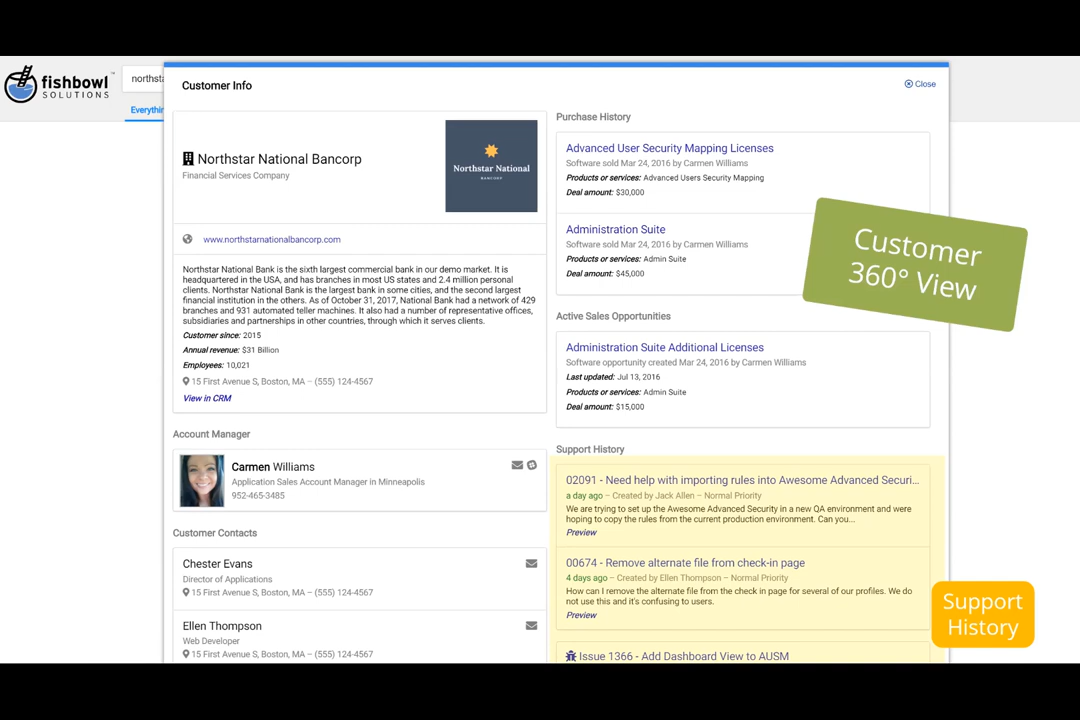 fishbowl
SOLUTIONS
northsta
Everythin
Customer Info
Close
Northstar National Bancorp
Financial Services Company
Northstar National
BANCORP
www.northstarnationalbancorp.com
Northstar National Bank is the sixth largest commercial bank in our demo market. It is
headquartered in the USA, and has branches in most US states and 2.4 million personal
clients. Northstar National Bank is the largest bank in some cities, and the second largest
financial institution in the others. As of October 31, 2017, National Bank had a network of 429
branches and 931 automated teller machines. It also had a number of representative offices,
subsidiaries and partnerships in other countries, through which it serves clients.
Customer since: 2015
Annual revenue: $31 Billion
Employees: 10,021
15 First Avenue S, Boston, MA – (555) 124-4567
View in CRM
Account Manager
Carmen Williams
Application Sales Account Manager in Minneapolis
952-465-3485
Customer Contacts
Chester Evans
Director of Applications
15 First Avenue S, Boston, MA – (555) 124-4567
Ellen Thompson
Web Developer
15 First Avenue S, Boston, MA – (555) 124-4567
Purchase History
Advanced User Security Mapping Licenses
Software sold Mar 24, 2016 by Carmen Williams
Products or services: Advanced Users Security Mapping
Deal amount: $30,000
Administration Suite
Software sold Mar 24, 2016 by Carmen Williams
Products or services: Admin Suite
Deal amount: $45,000
Customer
360° View
Active Sales Opportunities
Administration Suite Additional Licenses
Software opportunity created Mar 24, 2016 by Carmen Williams
Last updated: Jul 13, 2016
Products or services: Admin Suite
Deal amount: $15,000
Support History
02091 - Need help with importing rules into Awesome Advanced Securi...
a day ago – Created by Jack Allen – Normal Priority
We are trying to set up the Awesome Advanced Security in a new QA environment and were
hoping to copy the rules from the current production environment. Can you...
Preview
00674 - Remove alternate file from check-in page
4 days ago – Created by Ellen Thompson – Normal Priority
How can I remove the alternate file from the check in page for several of our profiles. We do
not use this and it's confusing to users.
Preview
Issue 1366 - Add Dashboard View to AUSM
Support
History